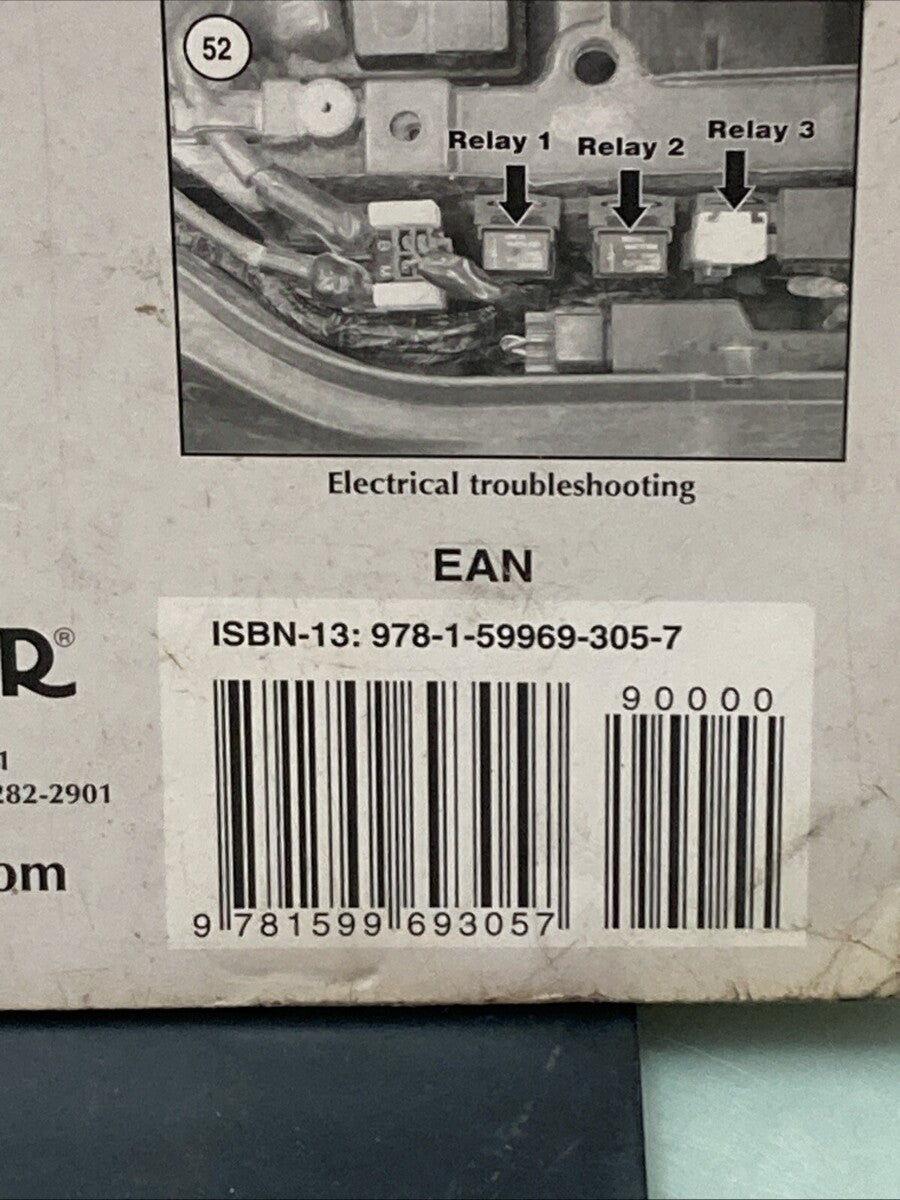 52
Relay 1 Relay 2 Relay 3
Electrical troubleshooting
EAN
ISBN-13: 978-1-59969-305-7
R®
1
282-2901
om
90000
9 781599 693057